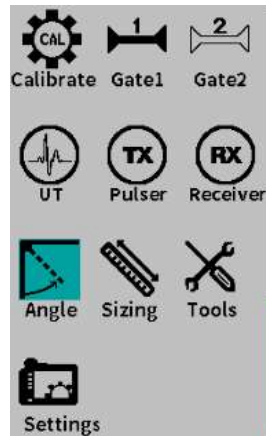 CAL 1 2
Calibrate Gate1 Gate2
TX RX
UT Pulser Receiver
Angle Sizing Tools
Settings